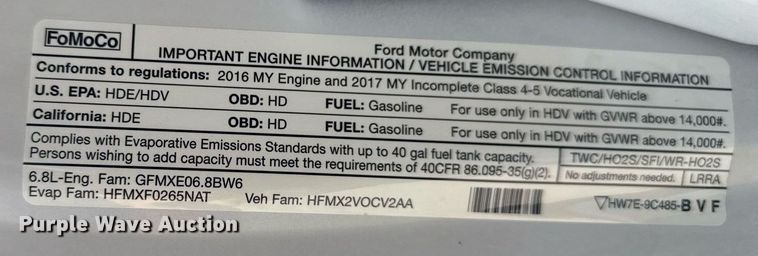 FoMoCo
Ford Motor Company
IMPORTANT ENGINE INFORMATION / VEHICLE EMISSION CONTROL INFORMATION
Conforms to regulations: 2016 MY Engine and 2017 MY Incomplete Class 4-5 Vocational Vehicle
U.S. EPA: HDE/HDV OBD: HD FUEL: Gasoline For use only in HDV with GVWR above 14,000#.
California: HDE OBD: HD FUEL: Gasoline For use only in HDV with GVWR above 14,000#.
Complies with Evaporative Emissions Standards with up to 40 gal fuel tank capacity.
Persons wishing to add capacity must meet the requirements of 40CFR 86.095-35(g)(2).
TWC/HO2S/SFI/WR-HO2S
No adjustments needed. LRRA
6.8L-Eng. Fam: GFMXE06.8BW6
Evap Fam: HFMXF0265NAT Veh Fam: HFMX2VOCV2AA
▽HW7E-9C485-B V F
Purple Wave Auction